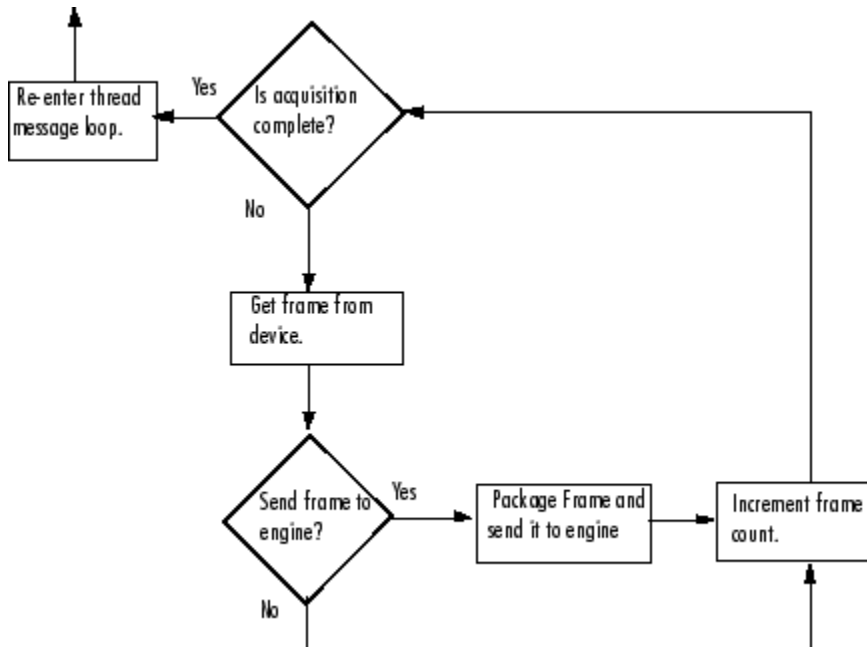 Re-enter thread
message loop.
Yes
Is acquisition
complete?
No
Get frame from
device.
Send frame to
engine?
Yes
Package Frame and
send it to engine
Increment frame
count.
No